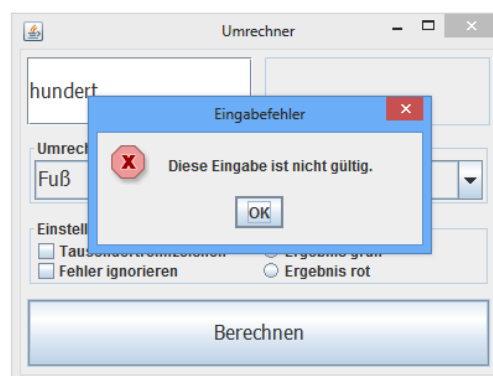 Umrechner
hundert
Eingabefehler
Diese Eingabe ist nicht gültig.
OK
Fuß
Fehler ignorieren
Ergebnis rot
Berechnen